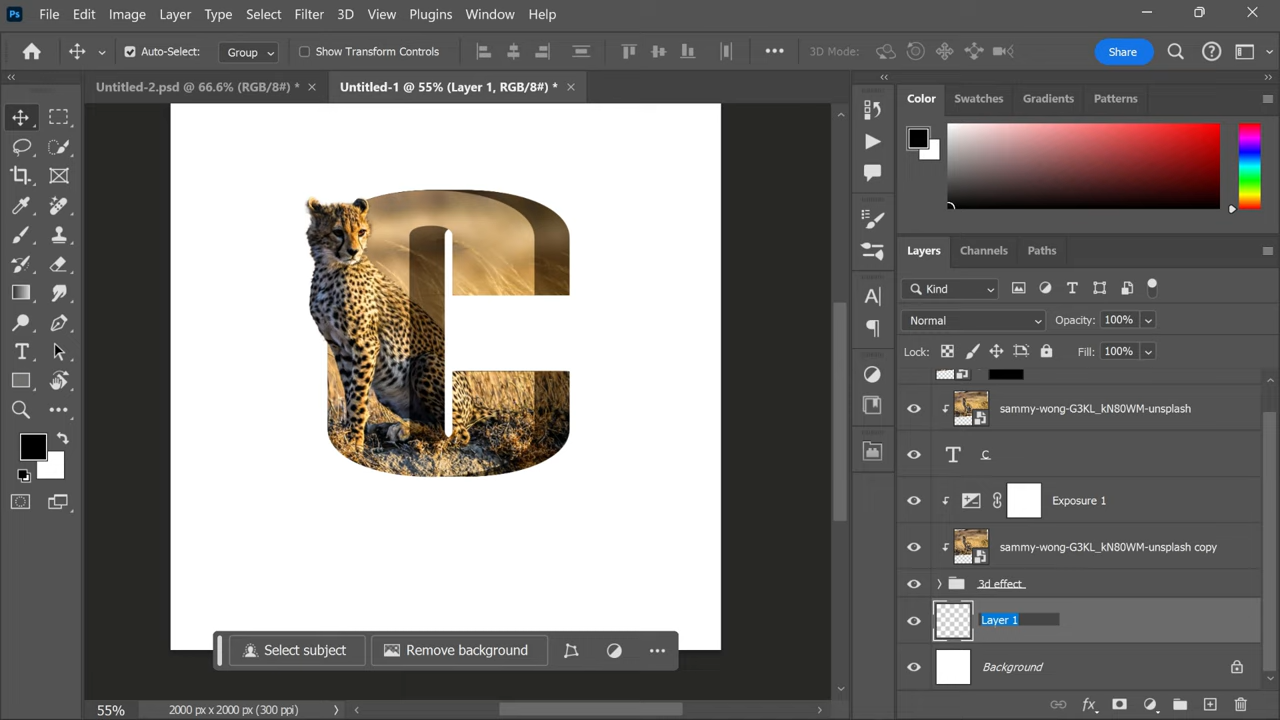 Ps File Edit Image Layer Type Select Filter 3D View Plugins Window Help
Auto-Select: Group Show Transform Controls 3D Mode: Share
Untitled-2.psd @ 66.6% (RGB/8#) * Untitled-1 @ 55% (Layer 1, RGB/8#) *
Color Swatches Gradients Patterns
Layers Channels Paths
Kind
Normal Opacity: 100%
Lock: Fill: 100%
sammy-wong-G3KL_kN80WM-unsplash
C
Exposure 1
sammy-wong-G3KL_kN80WM-unsplash copy
3d effect
Layer 1
Select subject Remove background
Background
55% 2000 px x 2000 px (300 ppi)